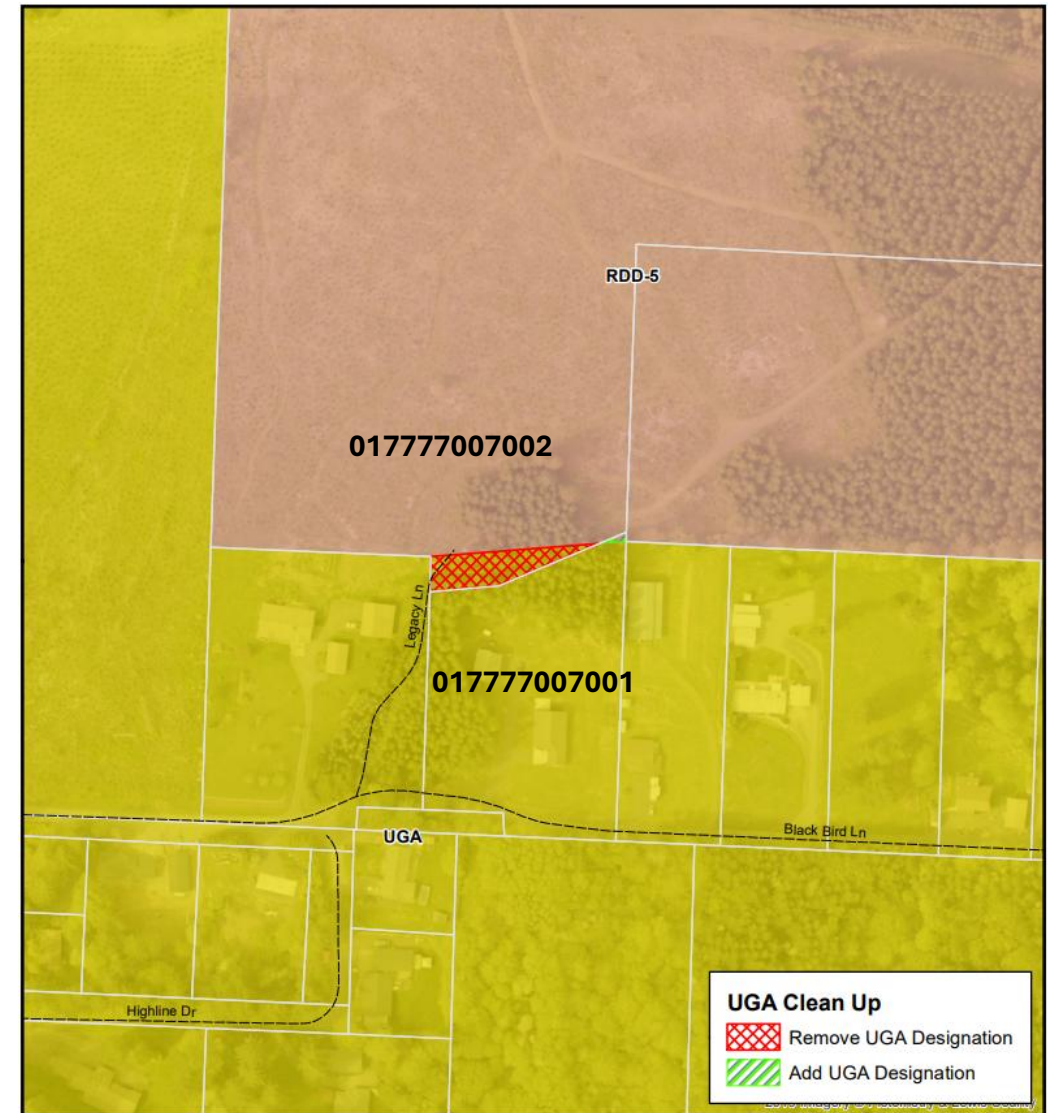 RDD-5
017777007002
Legacy Ln
017777007001
UGA
Black Bird Ln
Highline Dr
UGA Clean Up
Remove UGA Designation
Add UGA Designation